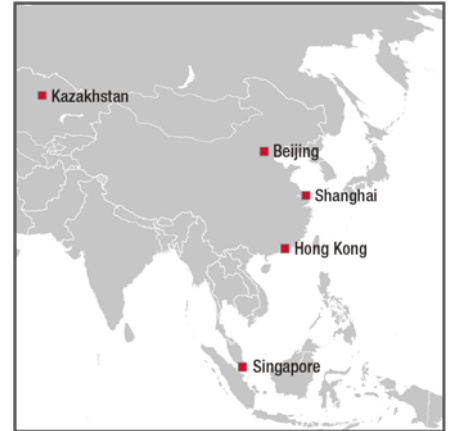 Kazakhstan
Beijing
Shanghai
Hong Kong
Singapore